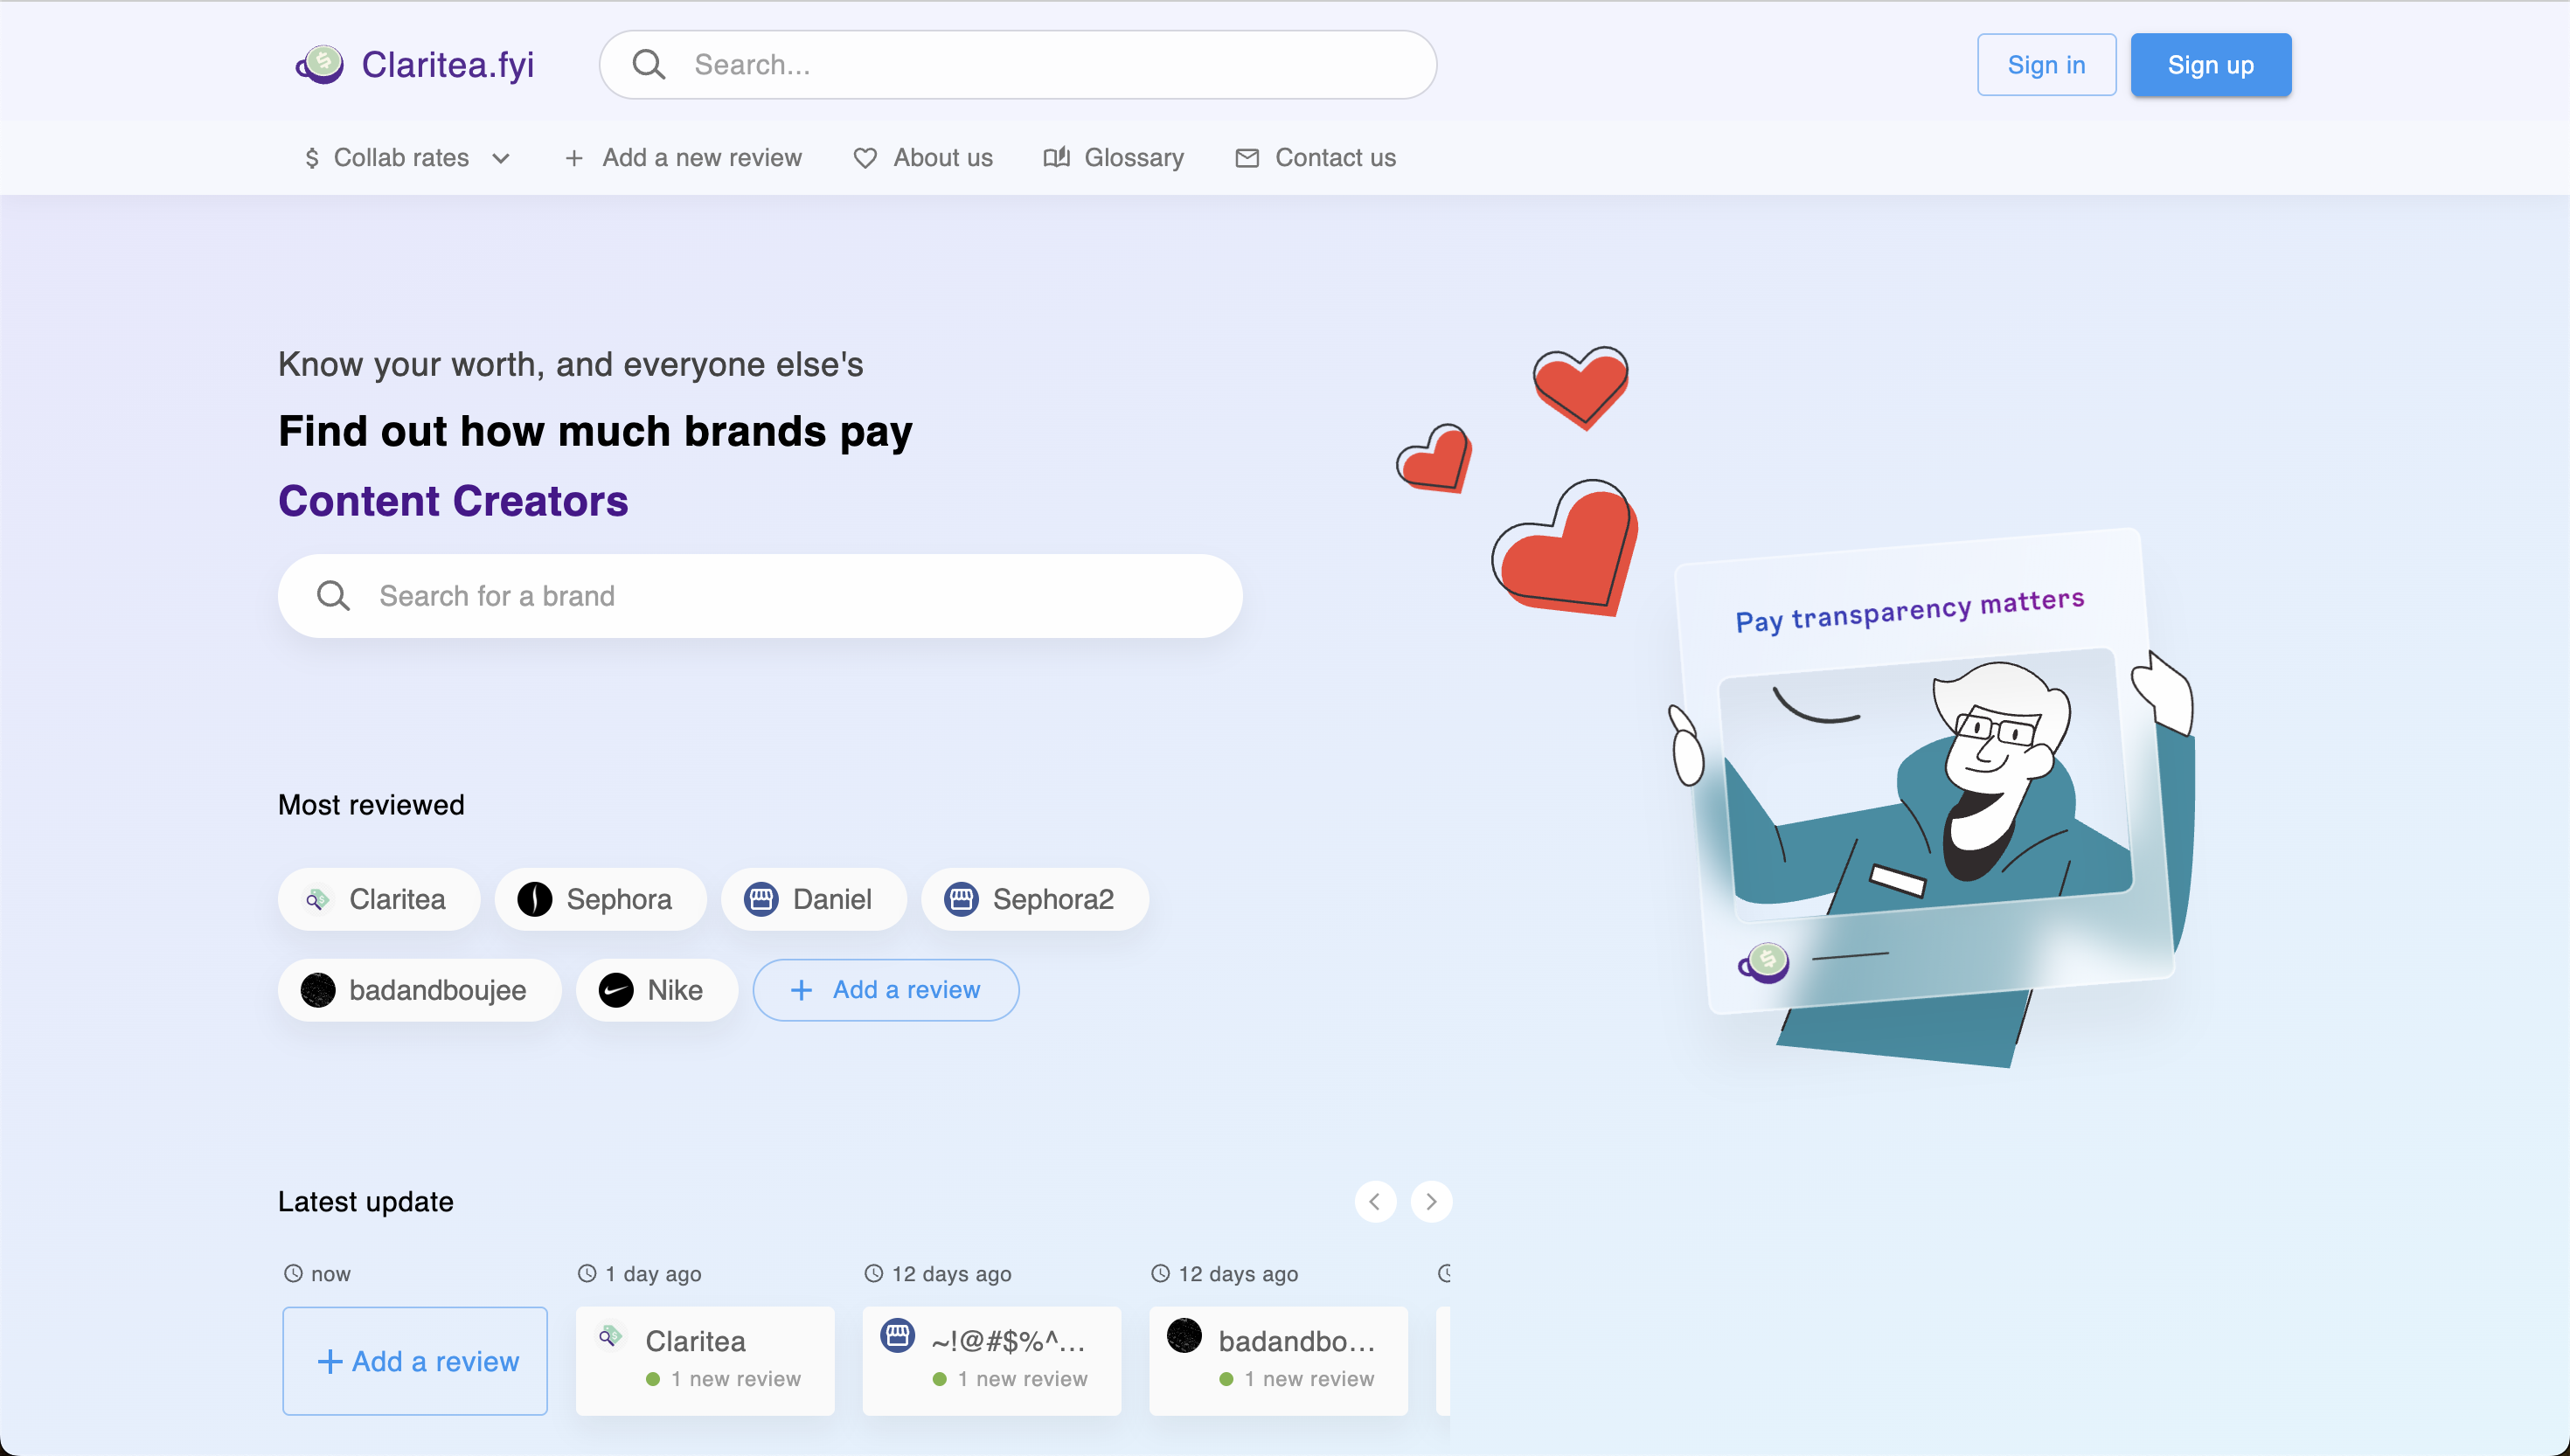 Claritea.fyi
Search...
Sign in
Sign up
$ Collab rates
+ Add a new review
About us
Glossary
Contact us
Know your worth, and everyone else's
Find out how much brands pay
Content Creators
Search for a brand
Pay transparency matters
Most reviewed
Claritea
Sephora
Daniel
Sephora2
badandboujee
Nike
+ Add a review
Latest update
now
1 day ago
12 days ago
12 days ago
+ Add a review
Claritea
1 new review
~!@#$%^...
1 new review
badandbo...
1 new review